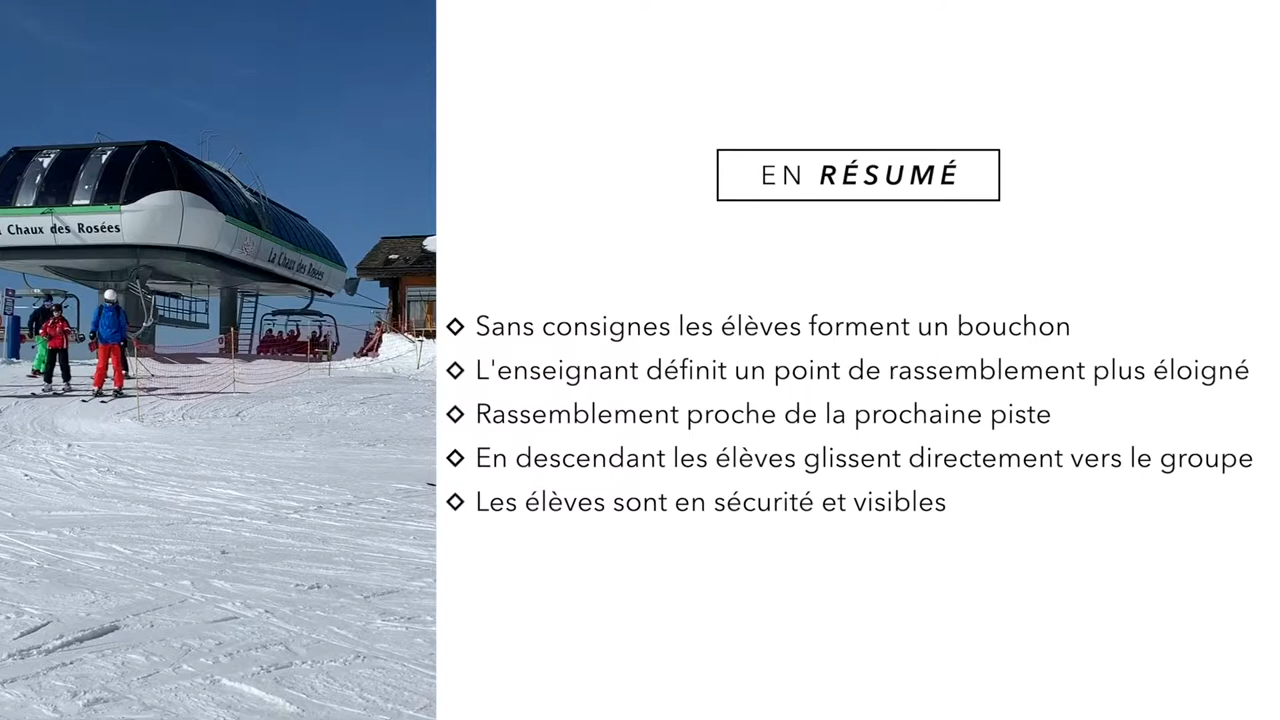 EN RÉSUMÉ
Chaux des Rosées
La Chaux des Rosées
Sans consignes les élèves forment un bouchon
L'enseignant définit un point de rassemblement plus éloigné
Rassemblement proche de la prochaine piste
En descendant les élèves glissent directement vers le groupe
Les élèves sont en sécurité et visibles